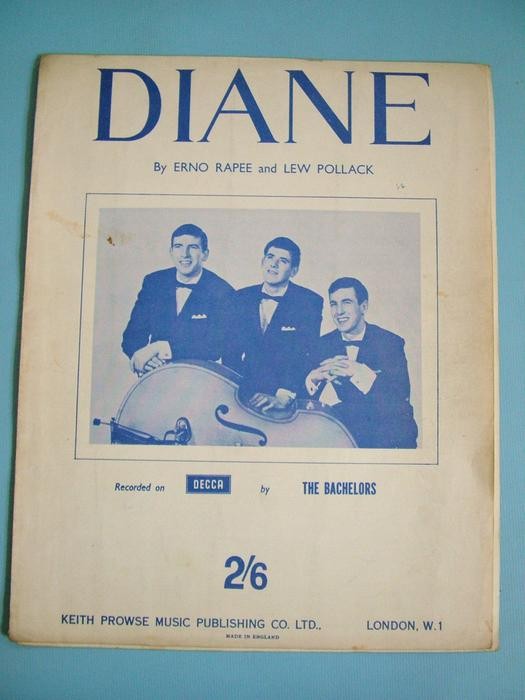 DIANE
By ERNO RAPEE and LEW POLLACK
Recorded on DECCA by THE BACHELORS
2/6
KEITH PROWSE MUSIC PUBLISHING CO. LTD., LONDON, W.1
MADE IN ENGLAND